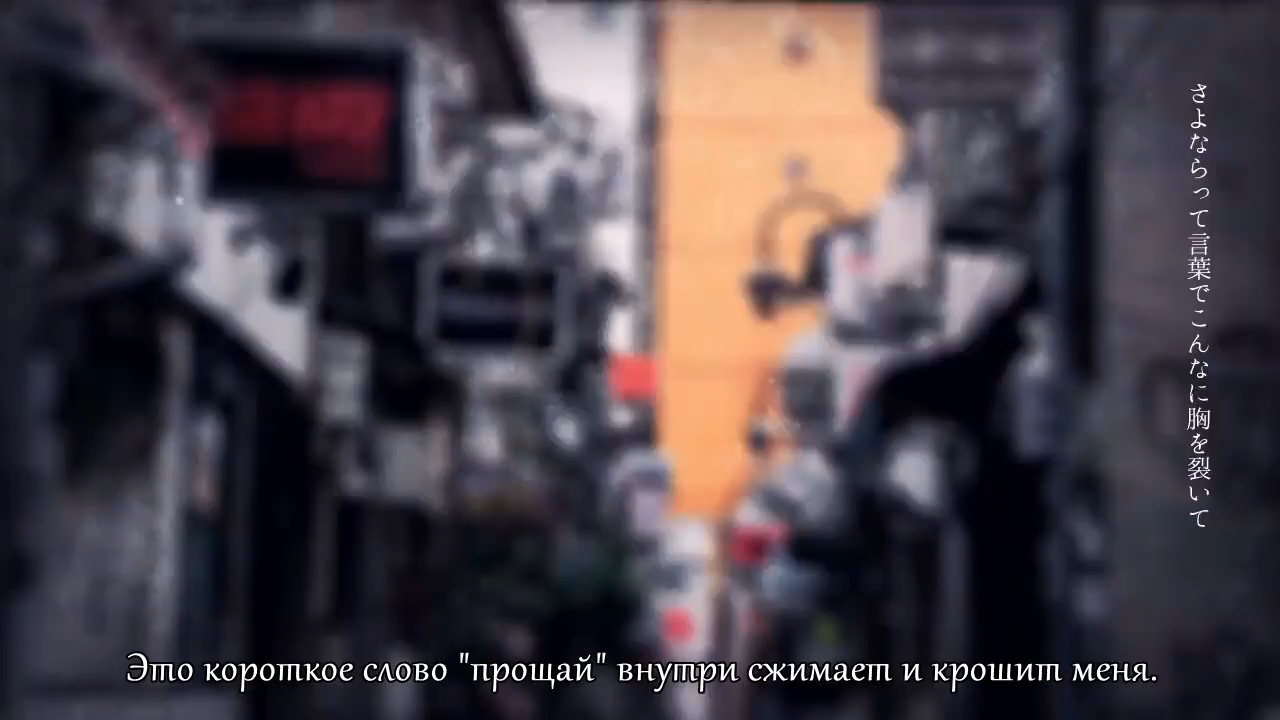 さよならって言葉でこんなに胸を裂いて
Это короткое слово "прощай" внутри сжимает и крошит меня.